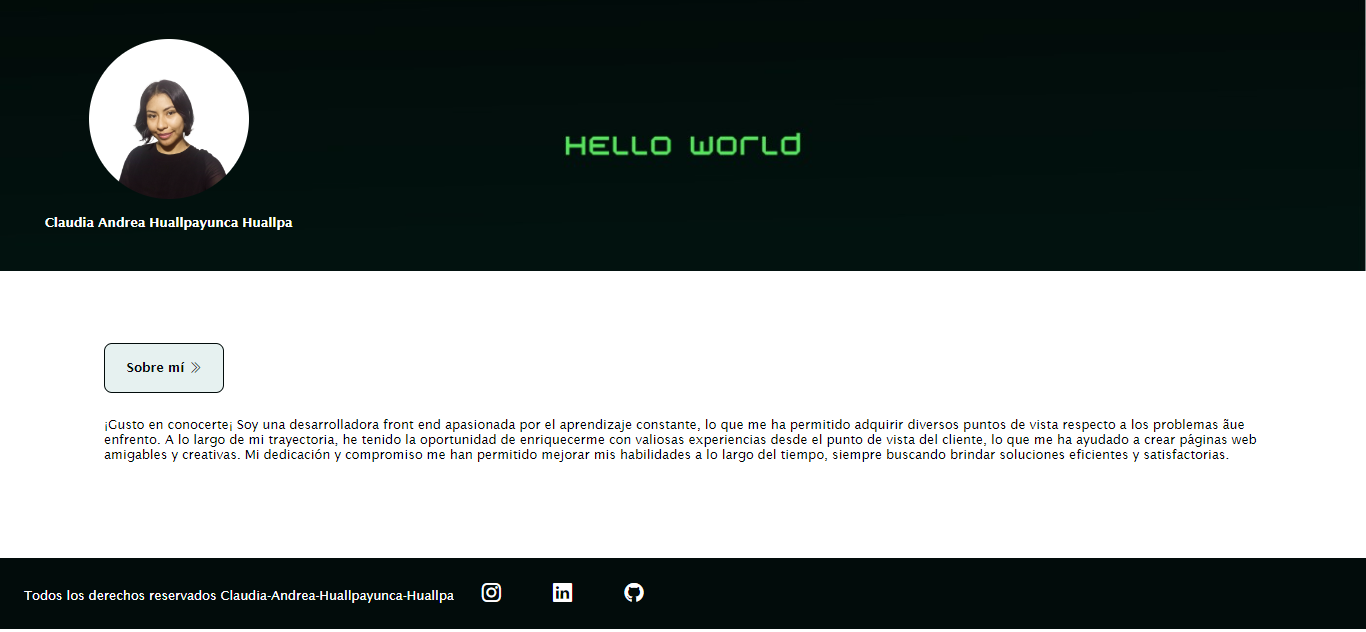 HELLO WORLD
Claudia Andrea Huallpayunca Huallpa
Sobre mí
¡Gusto en conocerte¡ Soy una desarrolladora front end apasionada por el aprendizaje constante, lo que me ha permitido adquirir diversos puntos de vista respecto a los problemas ãue
enfrento. A lo largo de mi trayectoria, he tenido la oportunidad de enriquecerme con valiosas experiencias desde el punto de vista del cliente, lo que me ha ayudado a crear páginas web
amigables y creativas. Mi dedicación y compromiso me han permitido mejorar mis habilidades a lo largo del tiempo, siempre buscando brindar soluciones eficientes y satisfactorias.
Todos los derechos reservados Claudia-Andrea-Huallpayunca-Huallpa